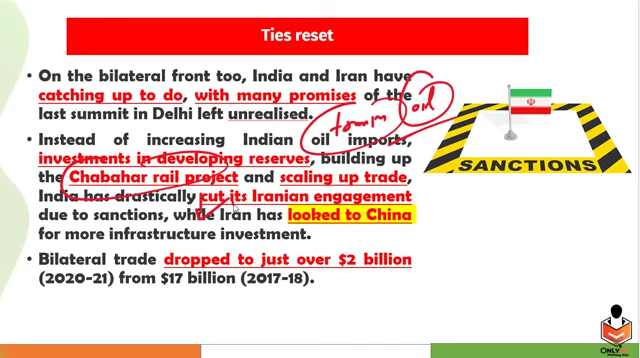 Ties reset
On the bilateral front too, India and Iran have
catching up to do, with many promises of the
last summit in Delhi left unrealised.
Instead of increasing Indian oil imports,
investments in developing reserves, building up
the Chabahar rail project and scaling up trade,
India has drastically cut its Iranian engagement
due to sanctions, while Iran has looked to China
for more infrastructure investment.
Bilateral trade dropped to just over $2 billion
(2020-21) from $17 billion (2017-18).
oil
SANCTIONS